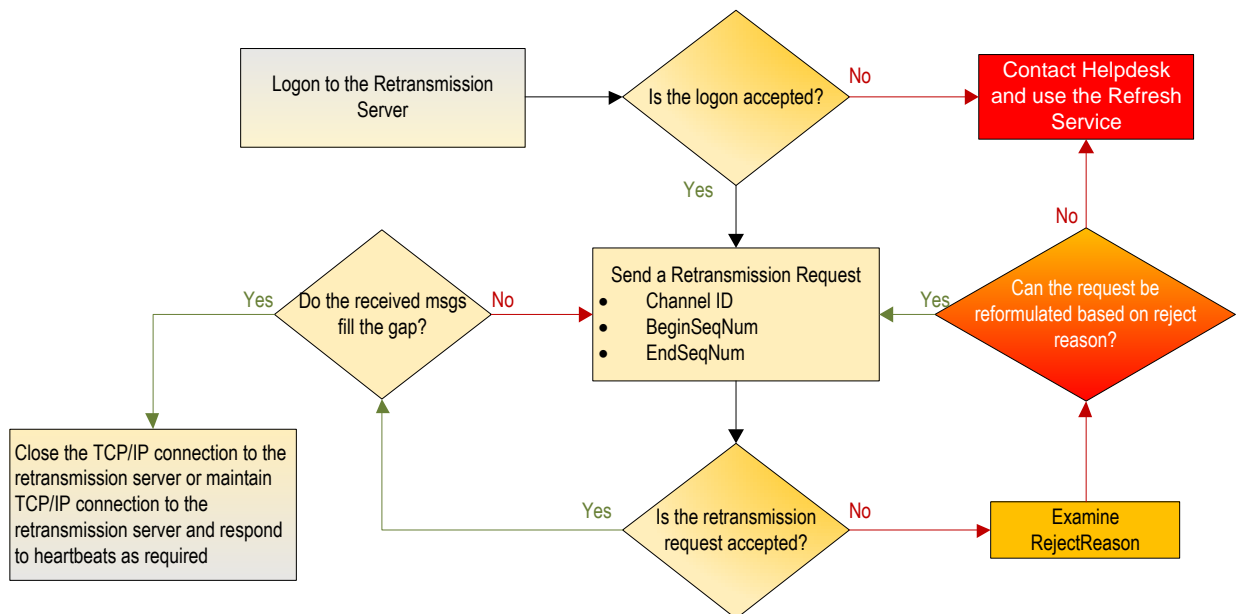 Logon to the Retransmission
Server
Is the logon accepted?
No
Contact Helpdesk
and use the Refresh
Service
Yes
No
Send a Retransmission Request
• Channel ID
• BeginSeqNum
• EndSeqNum
Yes
Do the received msgs
fill the gap?
No
Yes
Can the request be
reformulated based on reject
reason?
Close the TCP/IP connection to the
retransmission server or maintain
TCP/IP connection to the
retransmission server and respond
to heartbeats as required
Yes
Is the retransmission
request accepted?
No
Examine
RejectReason